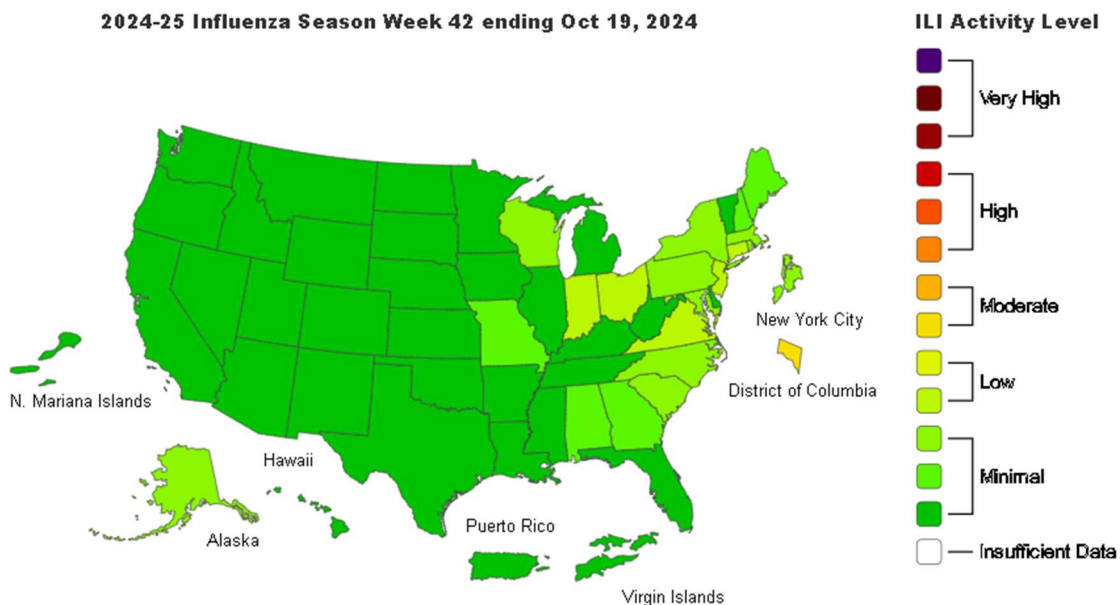 2024-25 Influenza Season Week 42 ending Oct 19, 2024
ILI Activity Level
Very High
High
Moderate
Low
Minimal
Insufficient Data
New York City
District of Columbia
N. Mariana Islands
Hawaii
Alaska
Puerto Rico
Virgin Islands